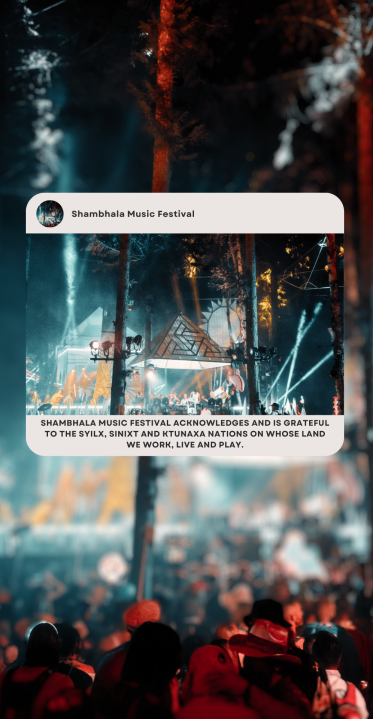 Shambhala Music Festival
SHAMBHALA MUSIC FESTIVAL ACKNOWLEDGES AND IS GRATEFUL
TO THE SYILX, SINIXT AND KTUNAXA NATIONS ON WHOSE LAND
WE WORK, LIVE AND PLAY.